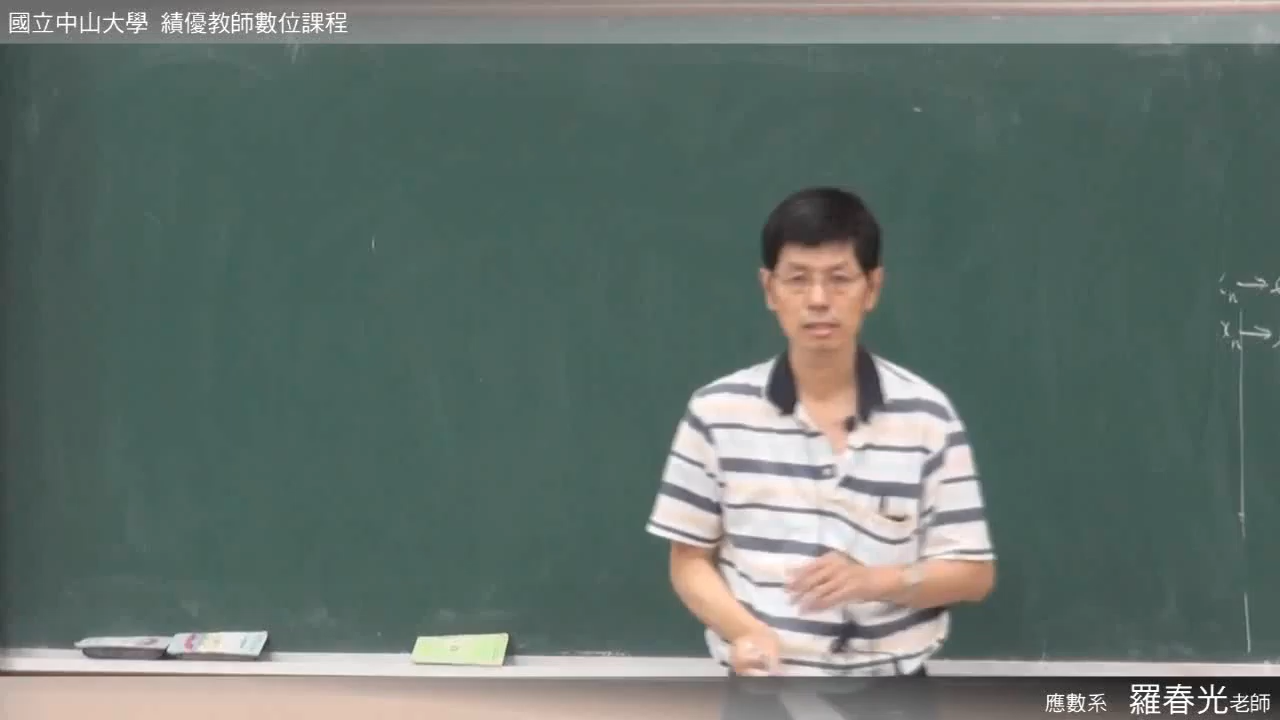 國立中山大學 績優教師數位課程
n →
xn →
應數系 羅春光老師